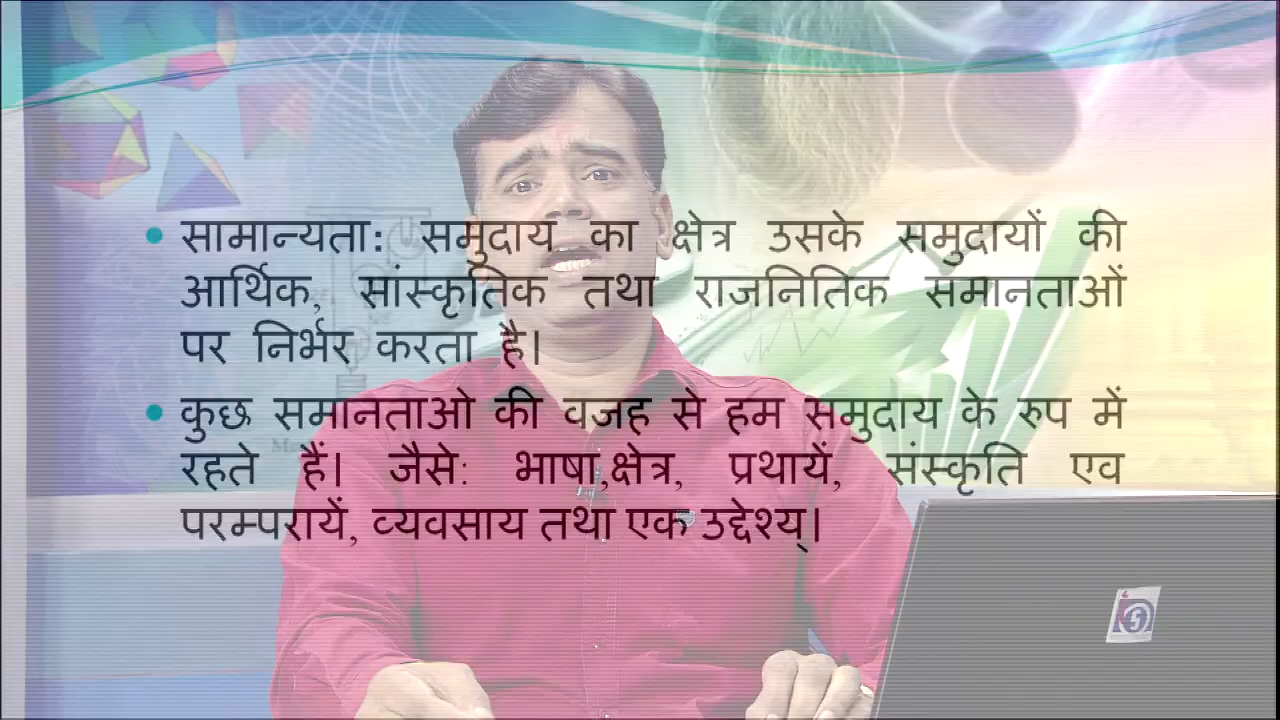 सामान्यता: समुदाय का क्षेत्र उसके समुदायों की
आर्थिक, सांस्कृतिक तथा राजनितिक समानताओं
पर निर्भर करता है।
कुछ समानताओ की वजह से हम समुदाय के रुप में
रहते हैं। जैसे: भाषा,क्षेत्र, प्रथायें, संस्कृति एव
परम्परायें, व्यवसाय तथा एक उद्देश्य्।